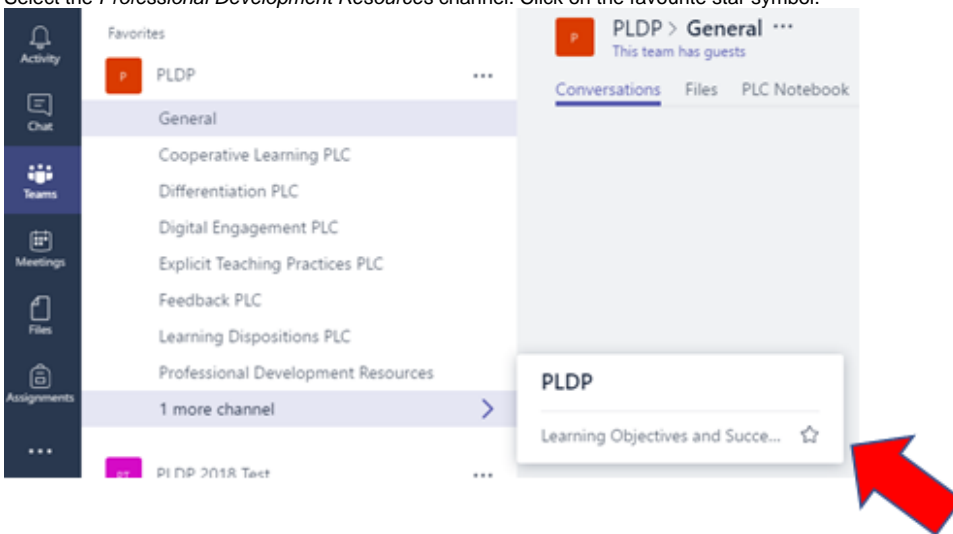 Select the Professional Development Resources channel. Click on the favourite star symbol.
Activity
Chat
Teams
Meetings
Files
Assignments
...
Favorites
P PLDP ...
General
Cooperative Learning PLC
Differentiation PLC
Digital Engagement PLC
Explicit Teaching Practices PLC
Feedback PLC
Learning Dispositions PLC
Professional Development Resources
1 more channel >
PT PLDP 2018 Test ...
P PLDP > General ...
This team has guests
Conversations Files PLC Notebook
PLDP
Learning Objectives and Succe...